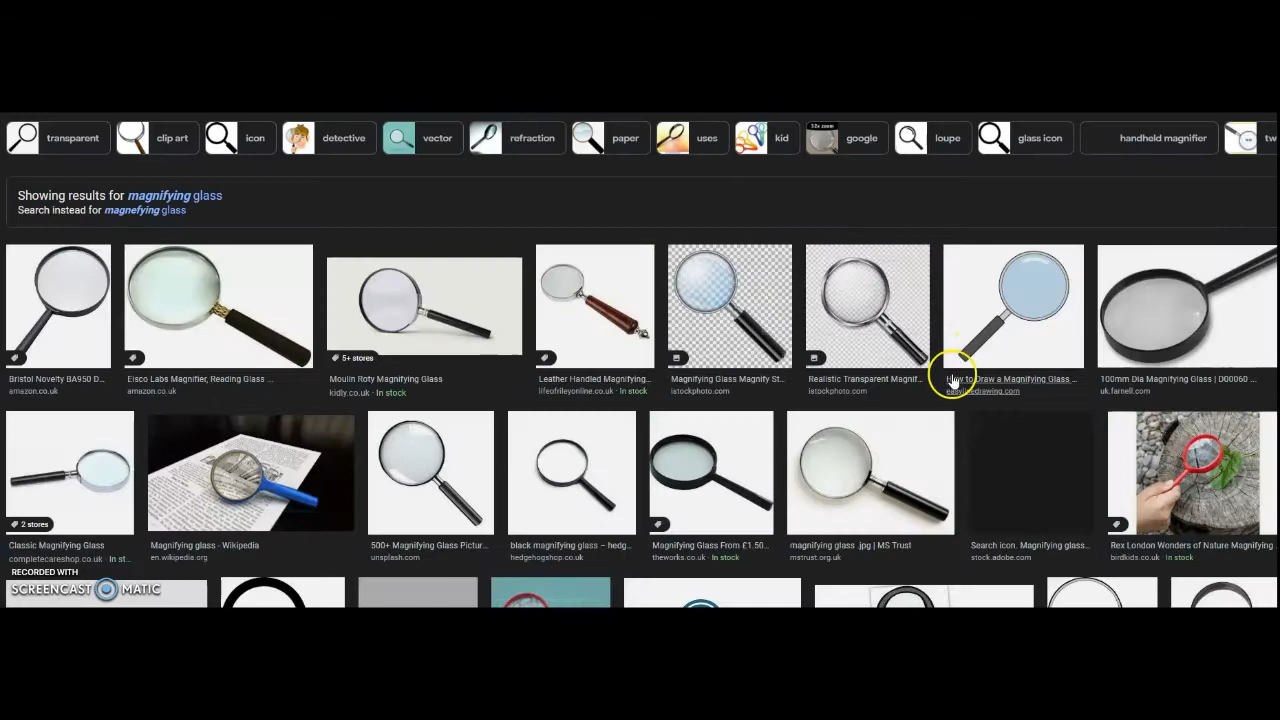 transparent
clip art
icon
detective
vector
refraction
paper
uses
kid
google
loupe
glass icon
handheld magnifier
Showing results for magnifying glass
Search instead for magnefying glass
5+ stores
Bristol Novelty BA950 D...
Eisco Labs Magnifier, Reading Glass ...
Moulin Roty Magnifying Glass
Leather Handled Magnifying...
Magnifying Glass Magnify St...
Realistic Transparent Magnif...
How to Draw a Magnifying Glass ...
100mm Dia Magnifying Glass | D00060 ...
amazon.co.uk
amazon.co.uk
kidly.co.uk · In stock
lifeofrileyonline.co.uk · In stock
istockphoto.com
istockphoto.com
easylinedrawing.com
uk.farnell.com
2 stores
Classic Magnifying Glass
Magnifying glass - Wikipedia
500+ Magnifying Glass Pictur...
black magnifying glass – hedg...
Magnifying Glass From £1.50...
magnifying glass .jpg | MS Trust
Search icon. Magnifying glass...
Rex London Wonders of Nature Magnifying
completecareshop.co.uk · In st...
en.wikipedia.org
unsplash.com
hedgehogshop.co.uk
theworks.co.uk · In stock
mstrust.org.uk
stock.adobe.com
birdkids.co.uk · In stock
RECORDED WITH
SCREENCAST MATIC